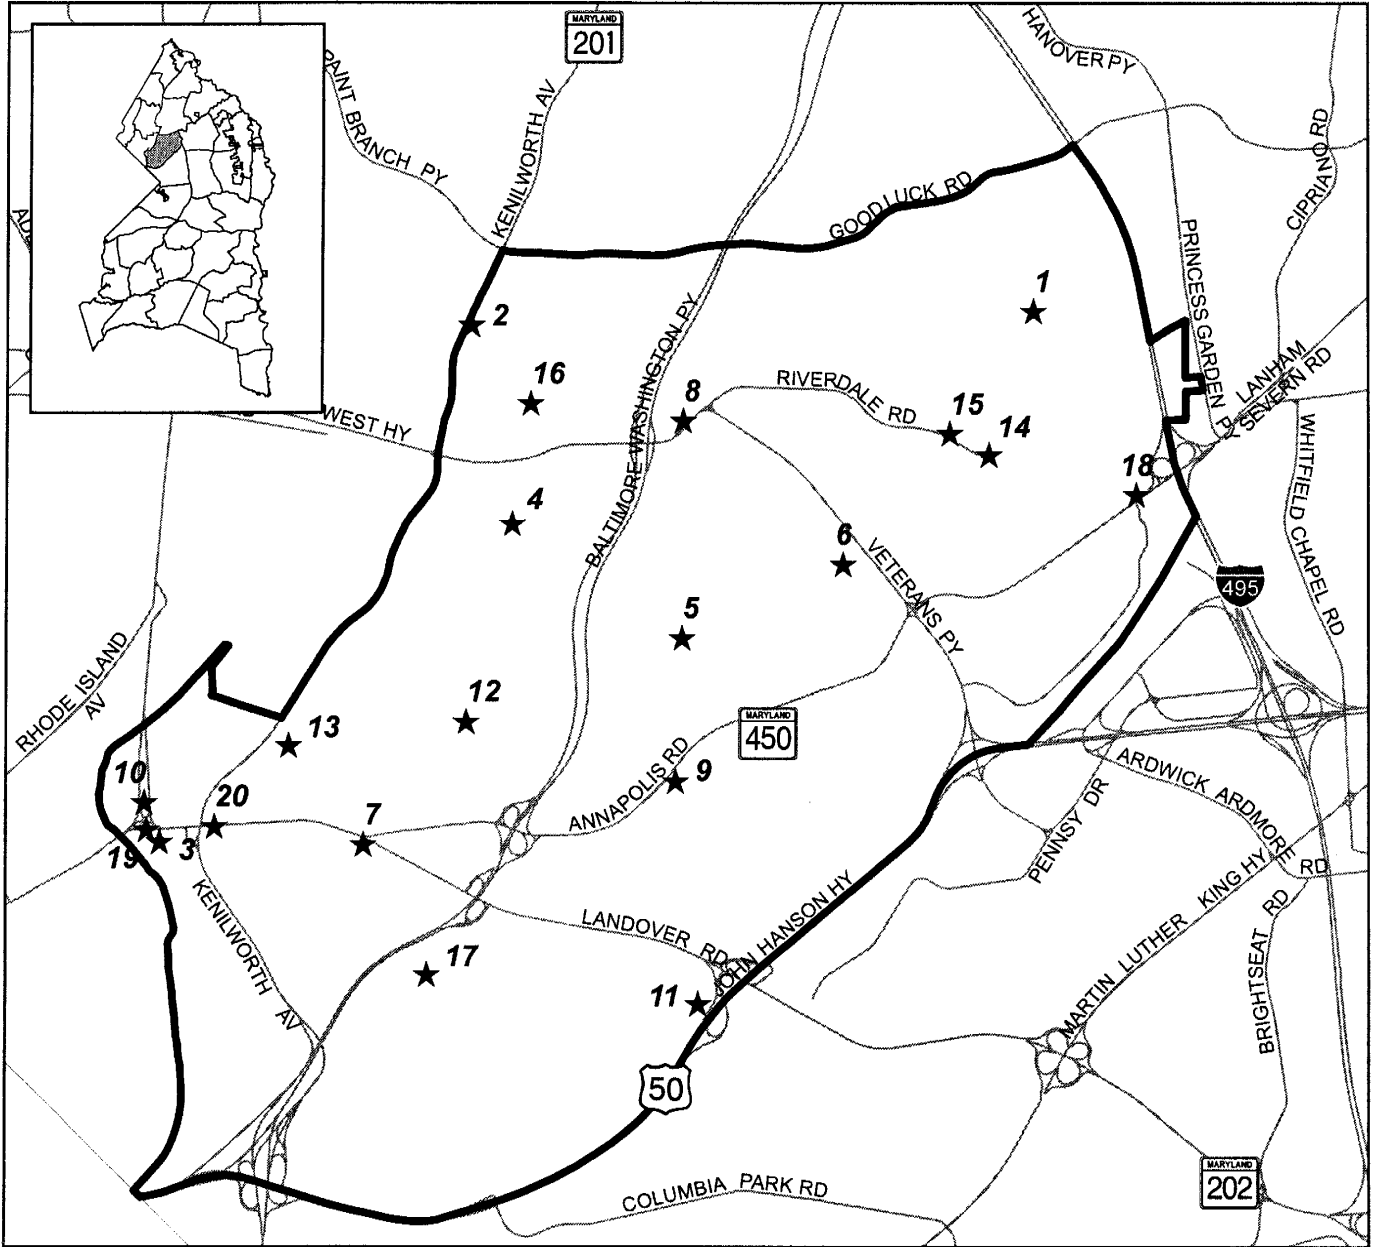 MARYLAND
201
HANOVER PY
PAINT BRANCH PY
KENILWORTH AV
CIPRIANO RD
GOOD LUCK RD
PRINCESS GARDEN PY
1
2
16
8
RIVERDALE RD
15
14
LANHAM
SEVERN RD
WEST HY
BALTIMORE-WASHINGTON PY
WHITFIELD CHAPEL RD
18
4
6
VETERANS PY
495
5
RHODE ISLAND
AV
12
13
MARYLAND
450
9
ANNAPOLIS RD
10
20
7
19
3
ARDWICK ARDMORE
RD
PENNSY DR
KENILWORTH
AV
LANDOVER RD
JOHN HANSON HY
MARTIN LUTHER KING HY
BRIGHTSEAT RD
17
11
50
MARYLAND
202
COLUMBIA PARK RD